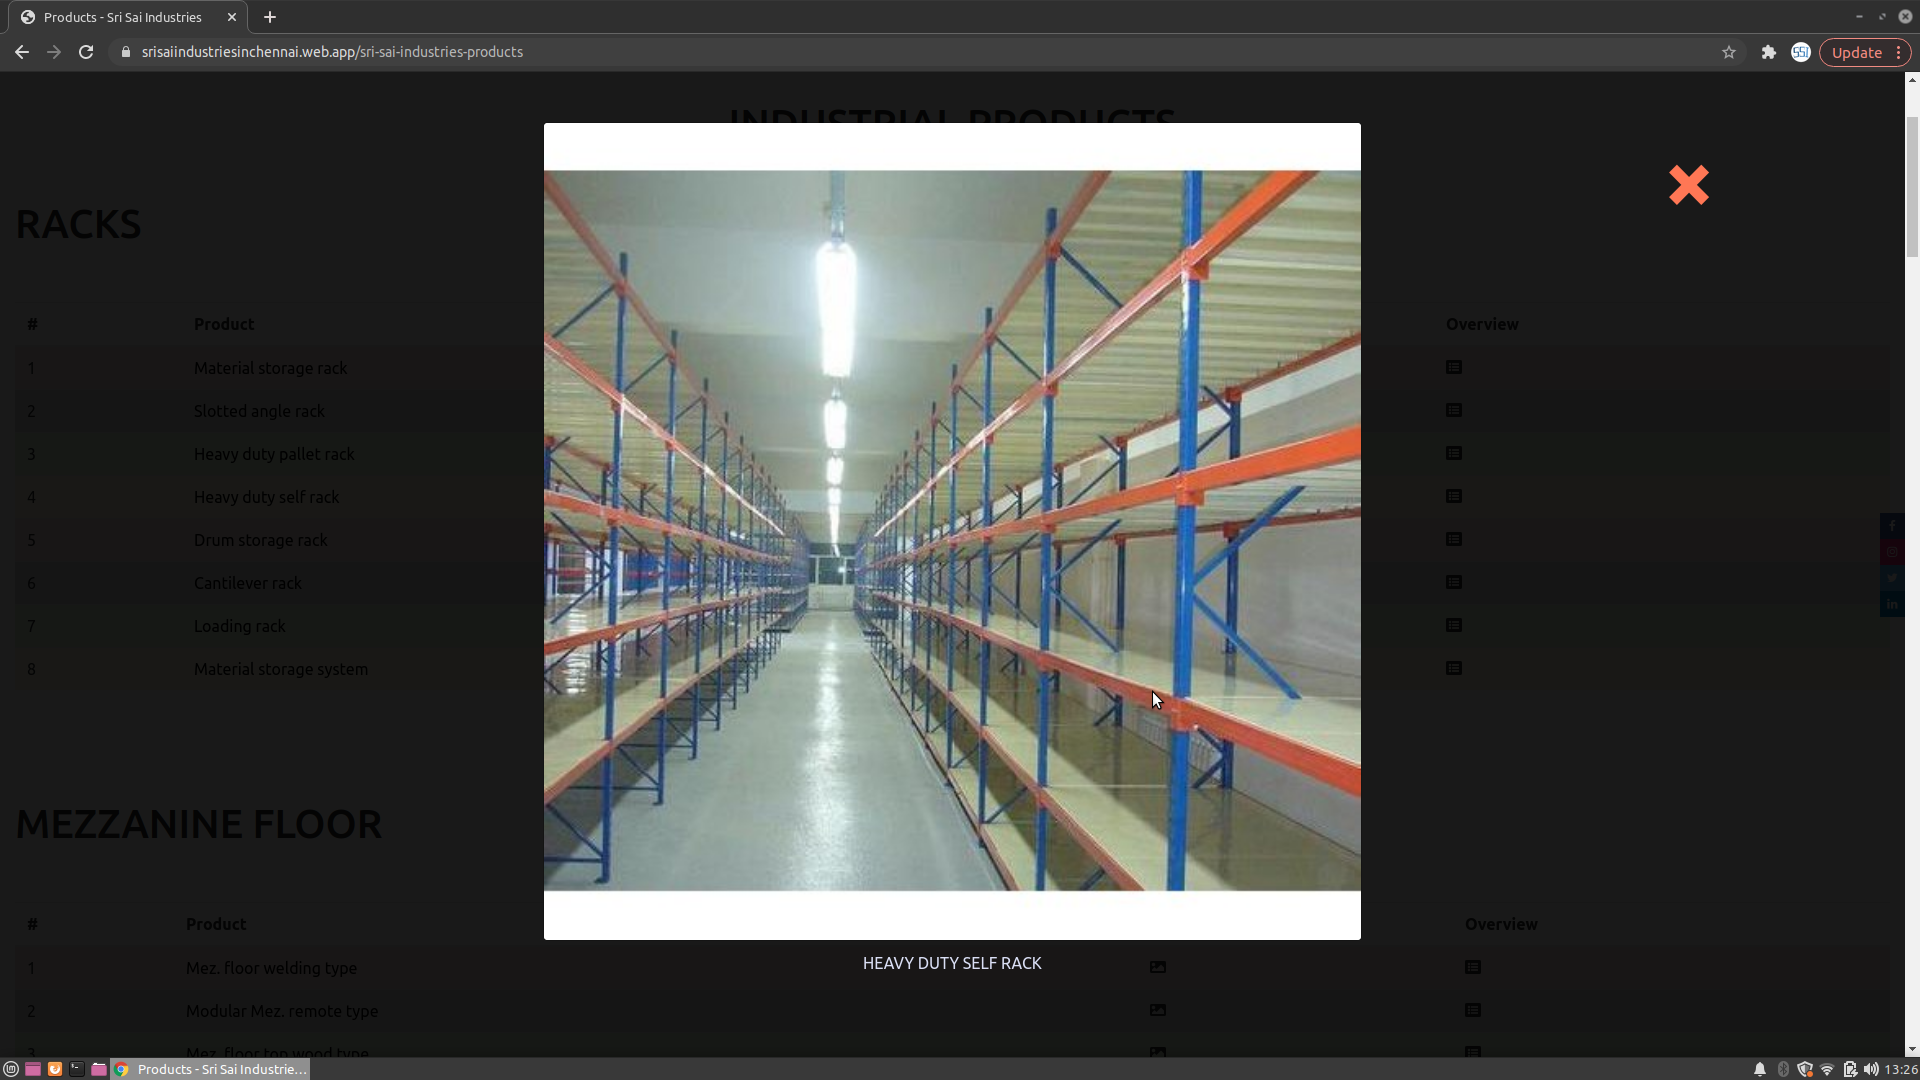 Products - Sri Sai Industries
srisaiindustriesinchennai.web.app/sri-sai-industries-products
SSI
Update
INDUSTRIAL PRODUCTS
RACKS
# Product Overview
1 Material storage rack
2 Slotted angle rack
3 Heavy duty pallet rack
4 Heavy duty self rack
5 Drum storage rack
6 Cantilever rack
7 Loading rack
8 Material storage system
MEZZANINE FLOOR
# Product Overview
HEAVY DUTY SELF RACK
1 Mez. floor welding type
2 Modular Mez. remote type
3 Mez. floor top wood type
Products - Sri Sai Industrie...
13:26